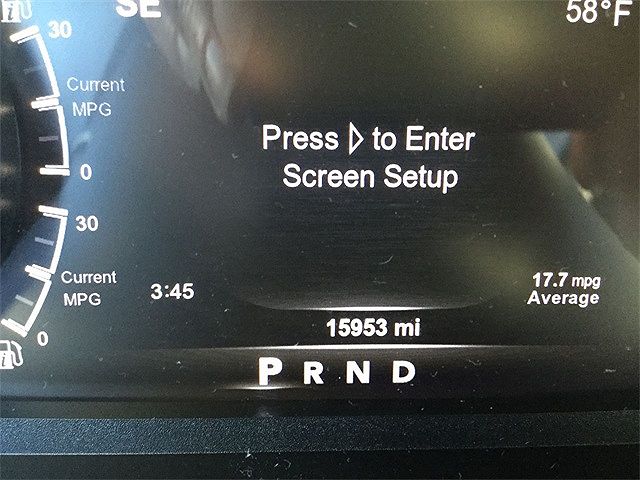 SE
58°F
30
Current
MPG
0
Press ▷ to Enter
Screen Setup
30
Current
MPG
0
3:45
17.7 mpg
Average
15953 mi
P R N D